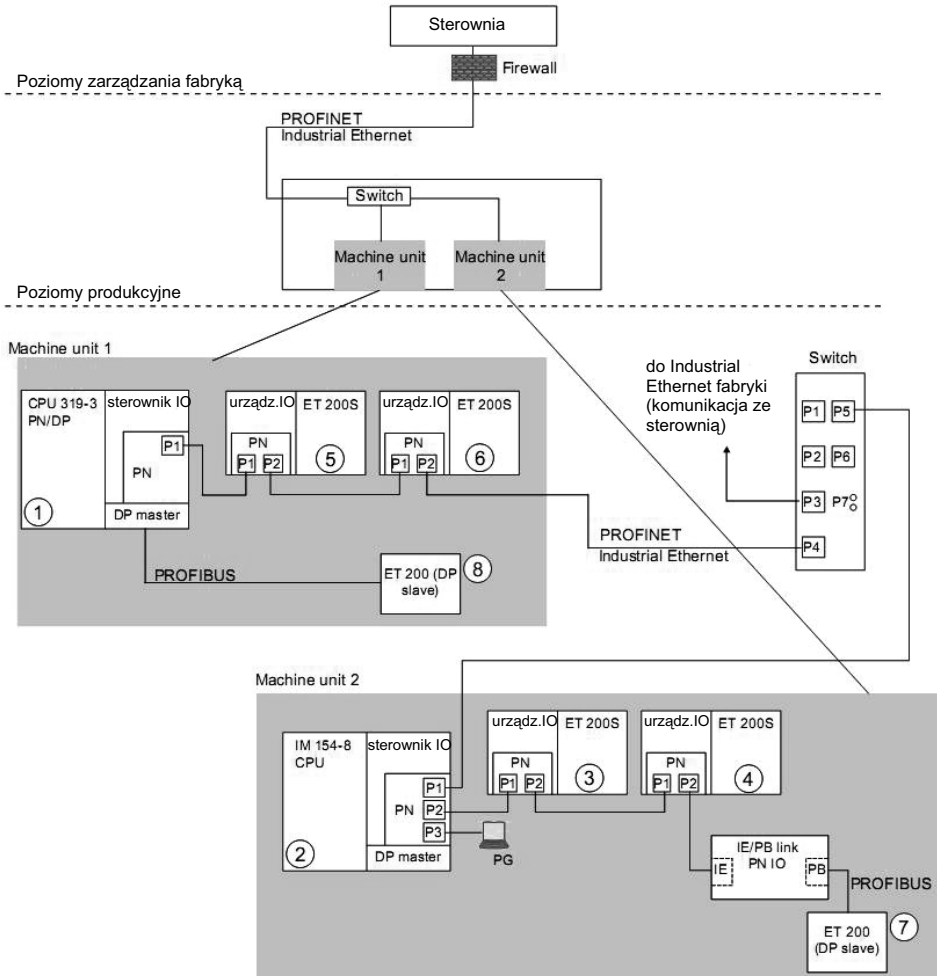 Sterownia
Firewall
Poziomy zarządzania fabryką
PROFINET
Industrial Ethernet
Switch
Machine unit
1
Machine unit
2
Poziomy produkcyjne
Machine unit 1
CPU 319-3
PN/DP
sterownik IO
P1
PN
DP master
1
urządz.IO
ET 200S
PN
P1
P2
5
urządz.IO
ET 200S
PN
P1
P2
6
PROFIBUS
ET 200 (DP
slave)
8
do Industrial
Ethernet fabryki
(komunikacja ze
sterownią)
Switch
P1
P5
P2
P6
P3
P7
P4
PROFINET
Industrial Ethernet
Machine unit 2
IM 154-8
CPU
sterownik IO
P1
PN
P2
P3
DP master
2
PG
urządz.IO
ET 200S
PN
P1
P2
3
urządz.IO
ET 200S
PN
P1
P2
4
IE/PB link
PN IO
IE
PB
PROFIBUS
ET 200
(DP slave)
7